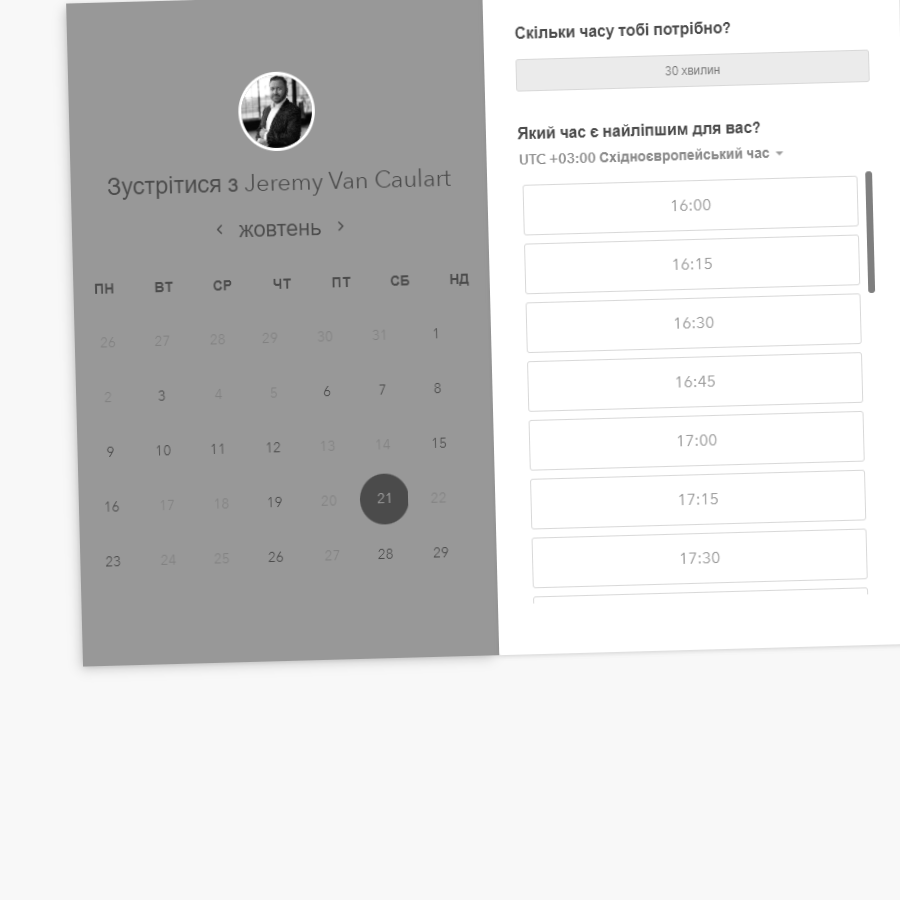 Зустрітися з Jeremy Van Caulart
жовтень
ПН ВТ СР ЧТ ПТ СБ НД
26 27 28 29 30 31 1
2 3 4 5 6 7 8
9 10 11 12 13 14 15
16 17 18 19 20 21 22
23 24 25 26 27 28 29
Скільки часу тобі потрібно?
30 хвилин
Який час є найліпшим для вас?
UTC +03:00 Східноєвропейський час
16:00
16:15
16:30
16:45
17:00
17:15
17:30